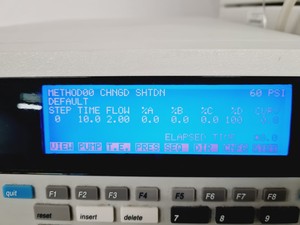 METHOD00 CHNGD SHTDN 60 PSI
DEFAULT
STEP TIME FLOW %A %B %C %D
0 10.0 2.00 0.0 0.0 0.0 100
ELAPSED TIME
VIEW PUMP T.E. PRES SEQ.
quit F1 F2 F3 F4 F5 F6 F7 F8
reset insert delete 7 8 9